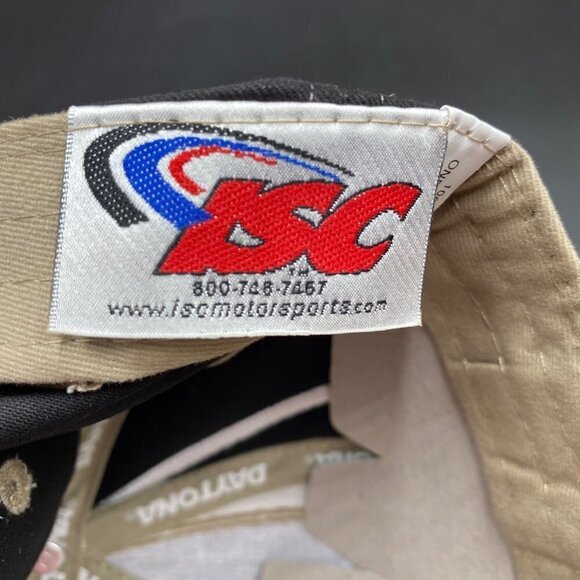 ISC
TM
800-748-7467
www.iscmotorsports.com
DAYTONA